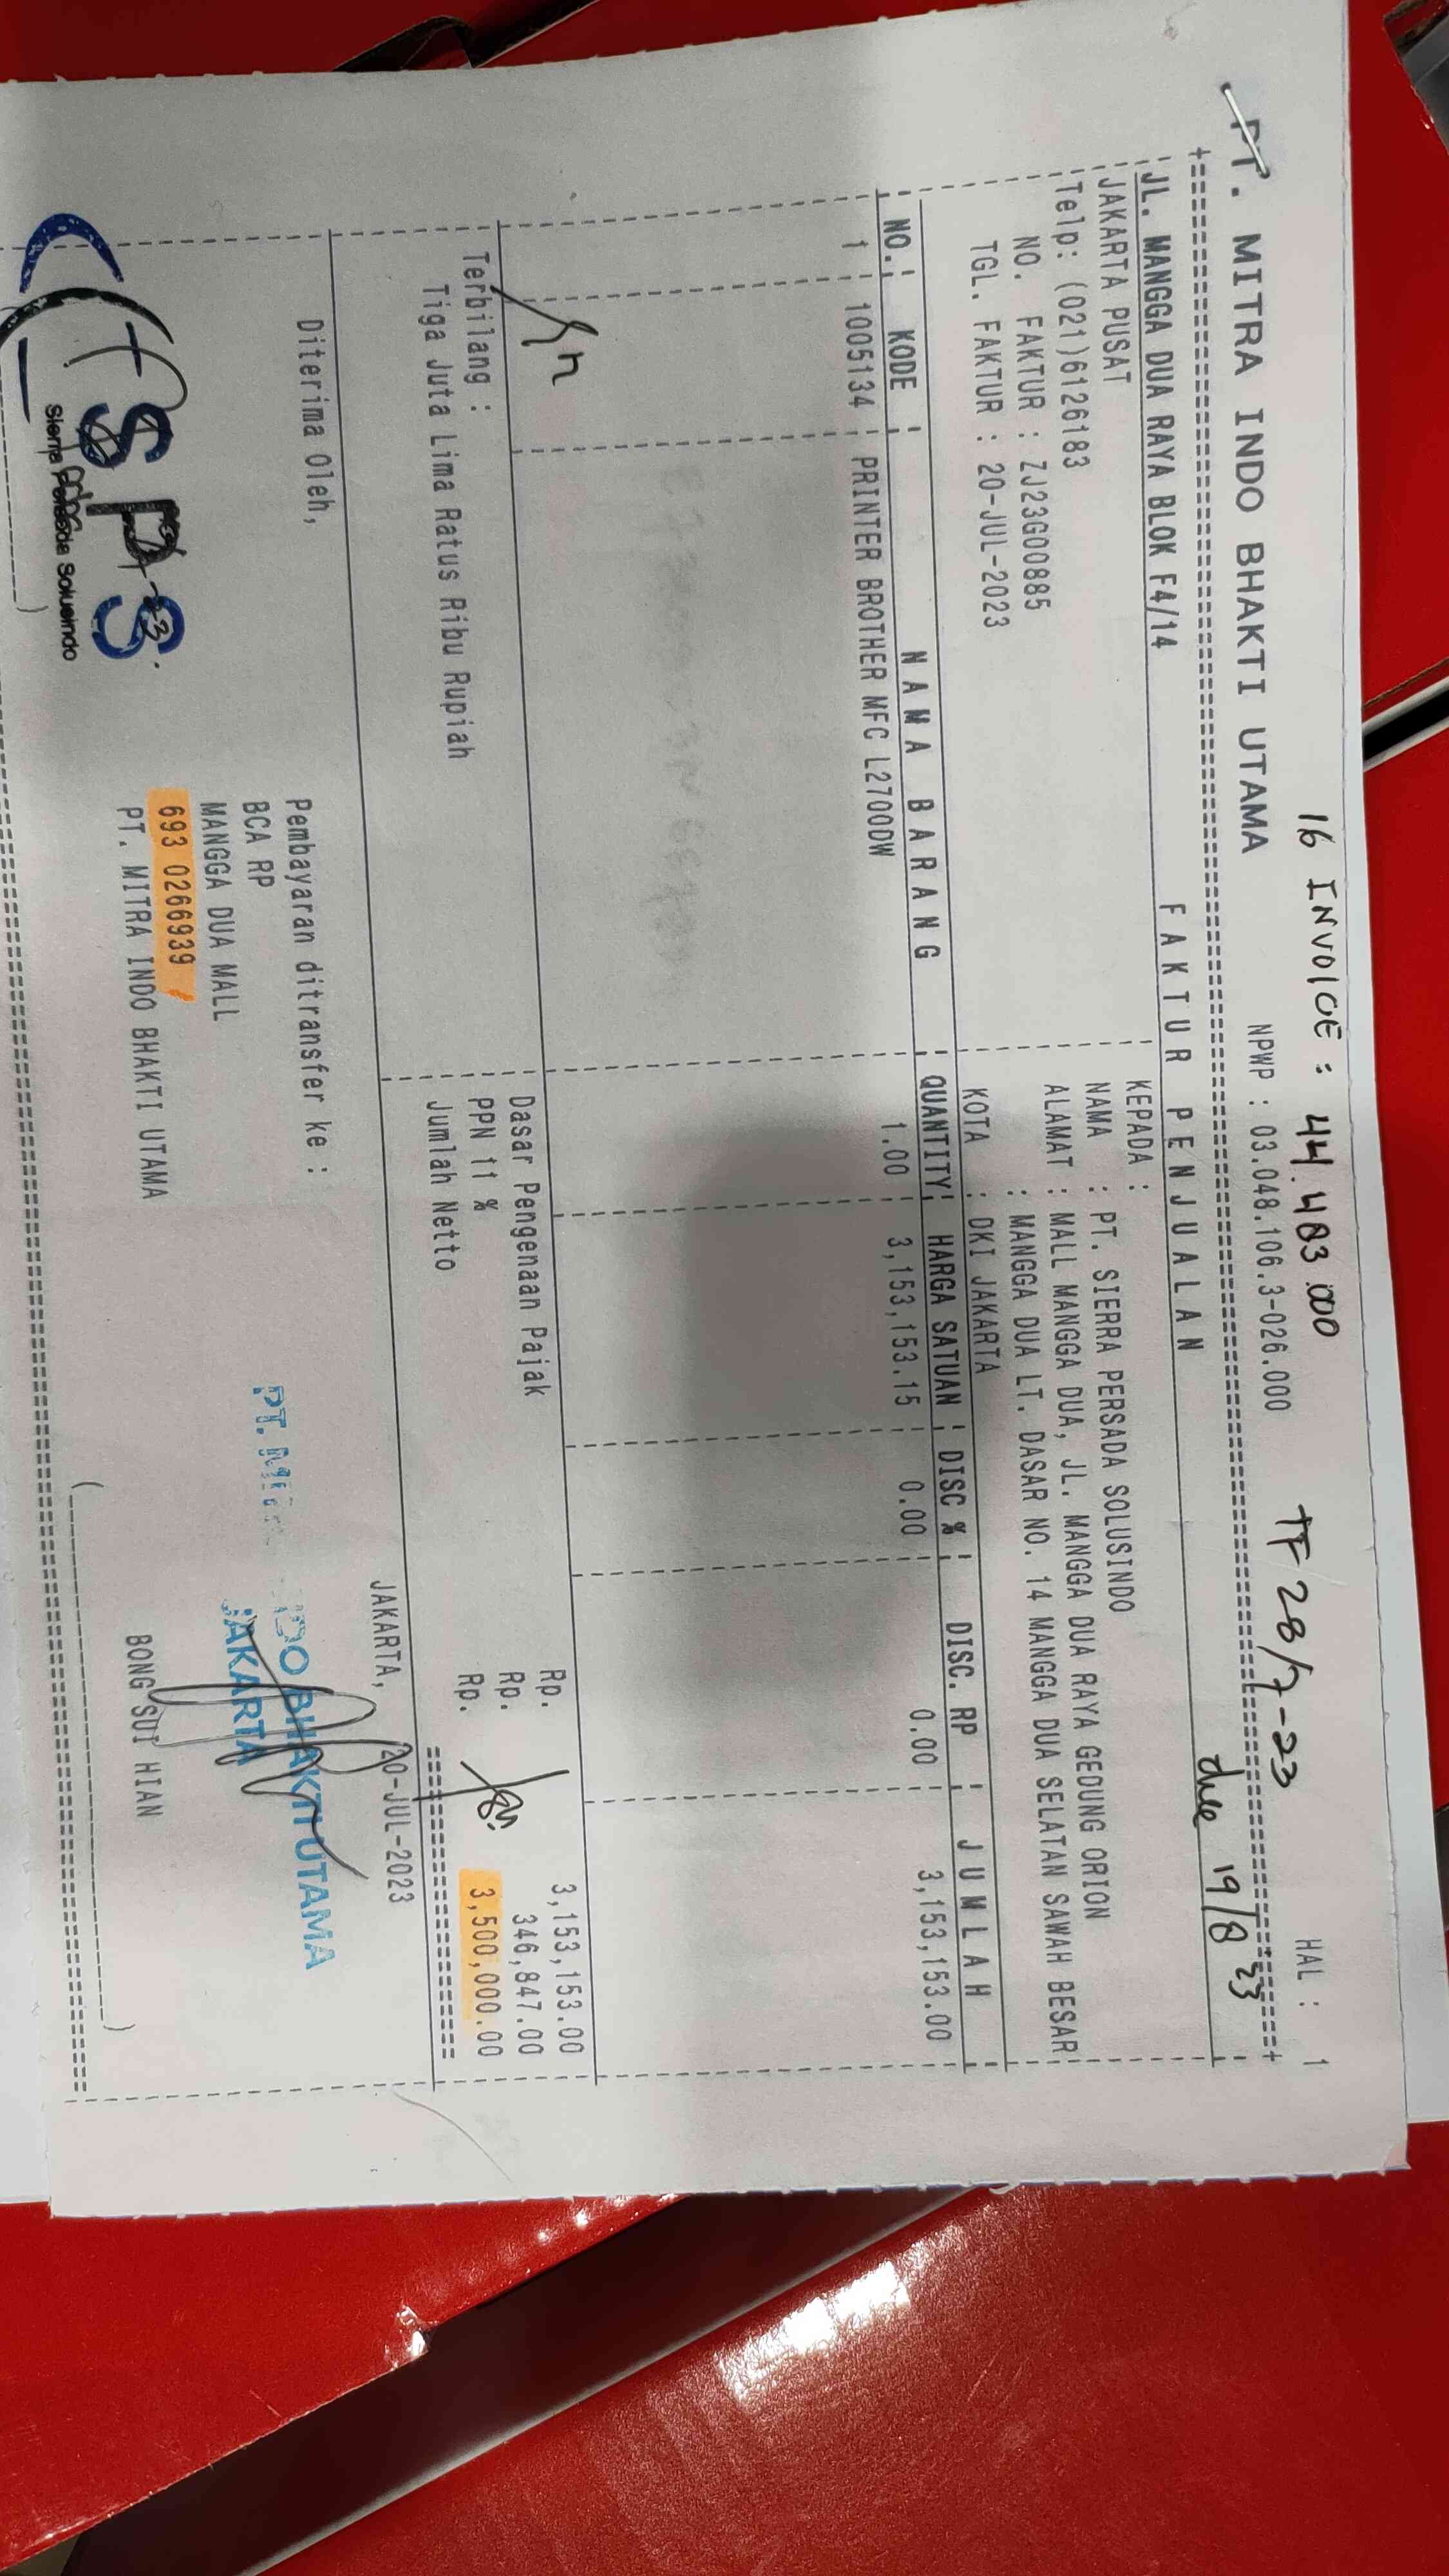 16 INVOICE : 44.483.000
TF 28/7-23
HAL : 1
PT. MITRA INDO BHAKTI UTAMA
NPWP : 03.048.106.3-026.000
due 19/8 23
FAKTUR PENJUALAN
JL. MANGGA DUA RAYA BLOK F4/14
JAKARTA PUSAT
Telp: (021)6126183
NO. FAKTUR : ZJ23G00885
TGL. FAKTUR : 20-JUL-2023
KEPADA :
NAMA : PT. SIERRA PERSADA SOLUSINDO
ALAMAT : MALL MANGGA DUA, JL. MANGGA DUA RAYA GEDUNG ORION
: MANGGA DUA LT. DASAR NO. 14 MANGGA DUA SELATAN SAWAH BESAR
KOTA : DKI JAKARTA
NO. KODE NAMA BARANG QUANTITY HARGA SATUAN DISC % DISC. RP JUMLAH
1 1005134 PRINTER BROTHER MFC L2700DW 1.00 3,153,153.15 0.00 0.00 3,153,153.00
Dasar Pengenaan Pajak Rp. 3,153,153.00
PPN 11 % Rp. 346,847.00
Jumlah Netto Rp. 3,500,000.00
Terbilang :
Tiga Juta Lima Ratus Ribu Rupiah
JAKARTA, 20-JUL-2023
Diterima Oleh,
Pembayaran ditransfer ke :
BCA RP
MANGGA DUA MALL
693 0266939
PT. MITRA INDO BHAKTI UTAMA
PT. DO BHAKTI UTAMA
JAKARTA
BONG SUI HIAN
SPS
Sierra Persada Solusindo